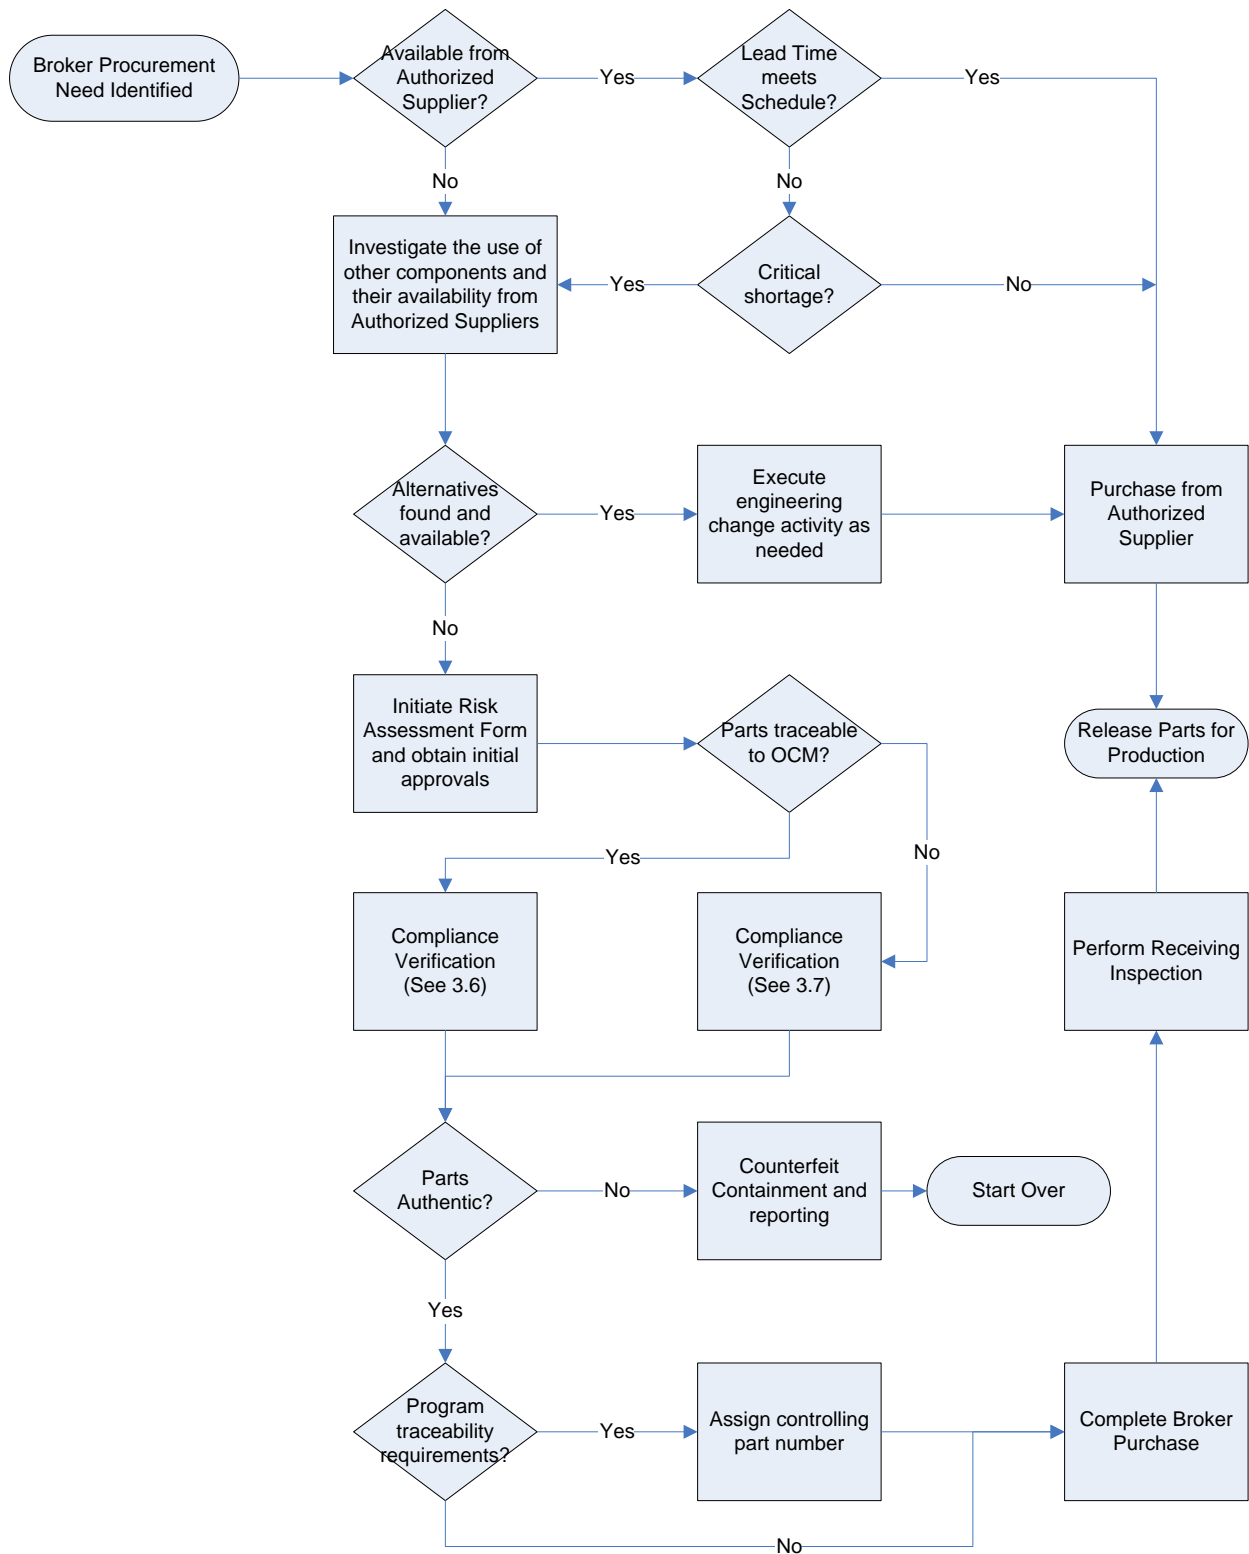 Broker Procurement
Need Identified
Available from
Authorized
Supplier?
Yes
Lead Time
meets
Schedule?
Yes
No
No
Investigate the use of
other components and
their availability from
Authorized Suppliers
Yes
Critical
shortage?
No
Alternatives
found and
available?
Yes
Execute
engineering
change activity as
needed
Purchase from
Authorized
Supplier
No
Initiate Risk
Assessment Form
and obtain initial
approvals
Parts traceable
to OCM?
Release Parts for
Production
Yes
No
Compliance
Verification
(See 3.6)
Compliance
Verification
(See 3.7)
Perform Receiving
Inspection
Parts
Authentic?
No
Counterfeit
Containment and
reporting
Start Over
Yes
Program
traceability
requirements?
Yes
Assign controlling
part number
Complete Broker
Purchase
No